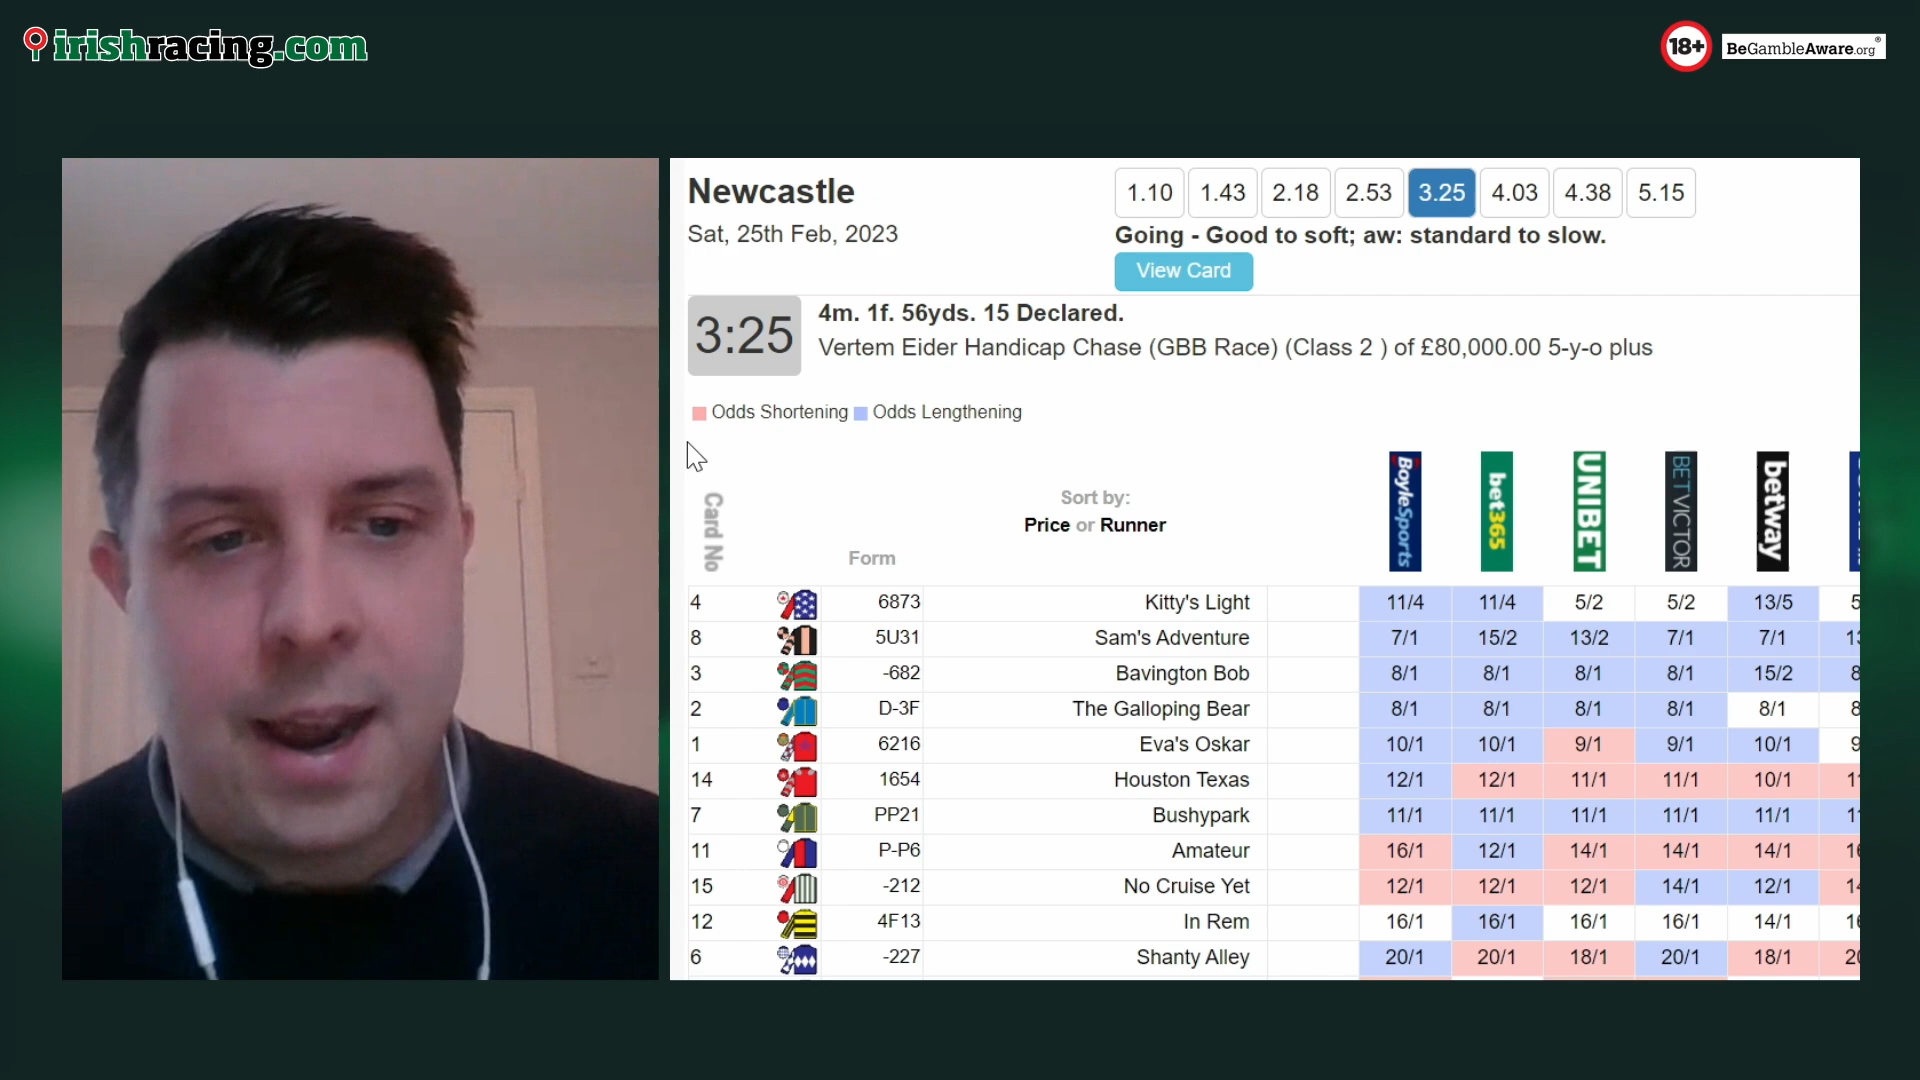 irishracing.com
18+
BeGambleAware.org®
Newcastle
1.10 1.43 2.18 2.53 3.25 4.03 4.38 5.15
Sat, 25th Feb, 2023
Going - Good to soft; aw: standard to slow.
View Card
3:25
4m. 1f. 56yds. 15 Declared.
Vertem Eider Handicap Chase (GBB Race) (Class 2 ) of £80,000.00 5-y-o plus
Odds Shortening Odds Lengthening
Card No
Form
Sort by:
Price or Runner
BoyleSports bet365 UNIBET BETVICTOR betway
4 6873 Kitty's Light 11/4 11/4 5/2 5/2 13/5
8 5U31 Sam's Adventure 7/1 15/2 13/2 7/1 7/1
3 -682 Bavington Bob 8/1 8/1 8/1 8/1 15/2
2 D-3F The Galloping Bear 8/1 8/1 8/1 8/1 8/1
1 6216 Eva's Oskar 10/1 10/1 9/1 9/1 10/1
14 1654 Houston Texas 12/1 12/1 11/1 11/1 10/1
7 PP21 Bushypark 11/1 11/1 11/1 11/1 11/1
11 P-P6 Amateur 16/1 12/1 14/1 14/1 14/1
15 -212 No Cruise Yet 12/1 12/1 12/1 14/1 12/1
12 4F13 In Rem 16/1 16/1 16/1 16/1 14/1
6 -227 Shanty Alley 20/1 20/1 18/1 20/1 18/1